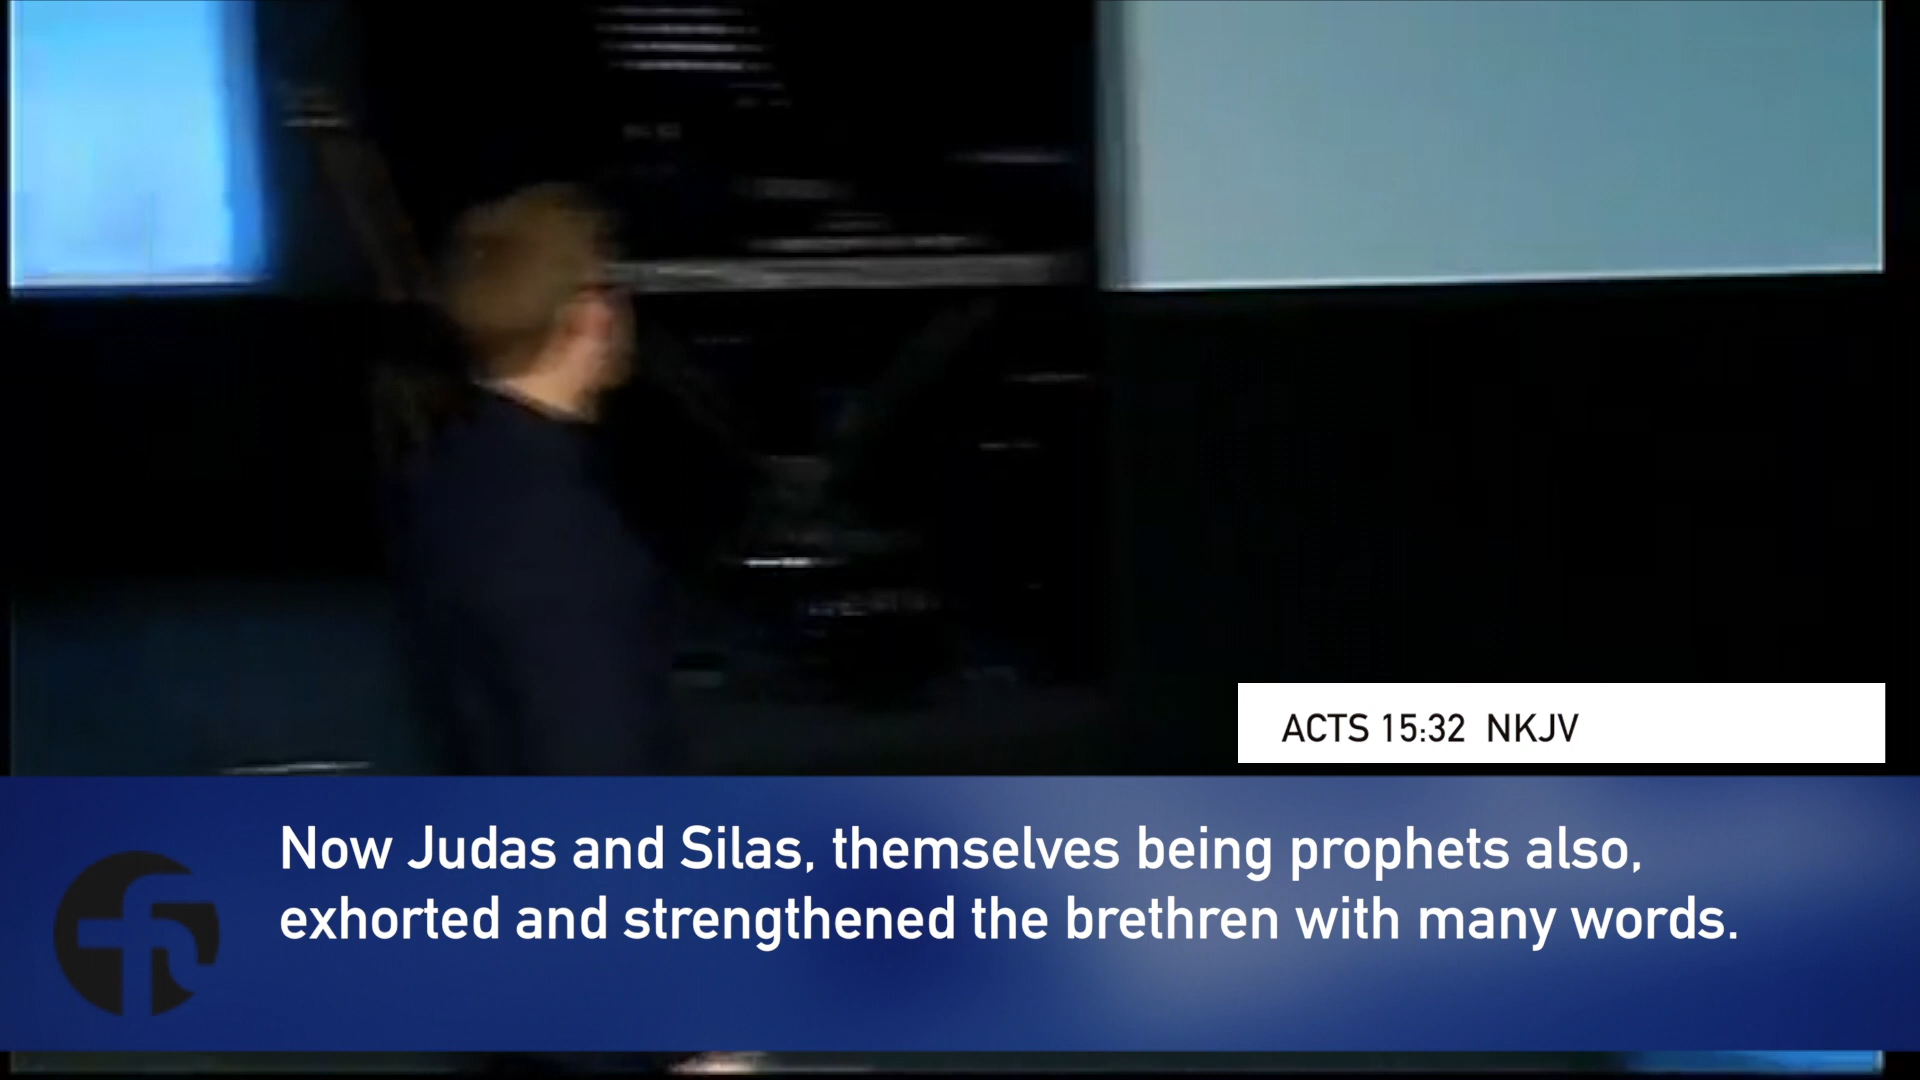 ACTS 15:32 NKJV
Now Judas and Silas, themselves being prophets also,
exhorted and strengthened the brethren with many words.